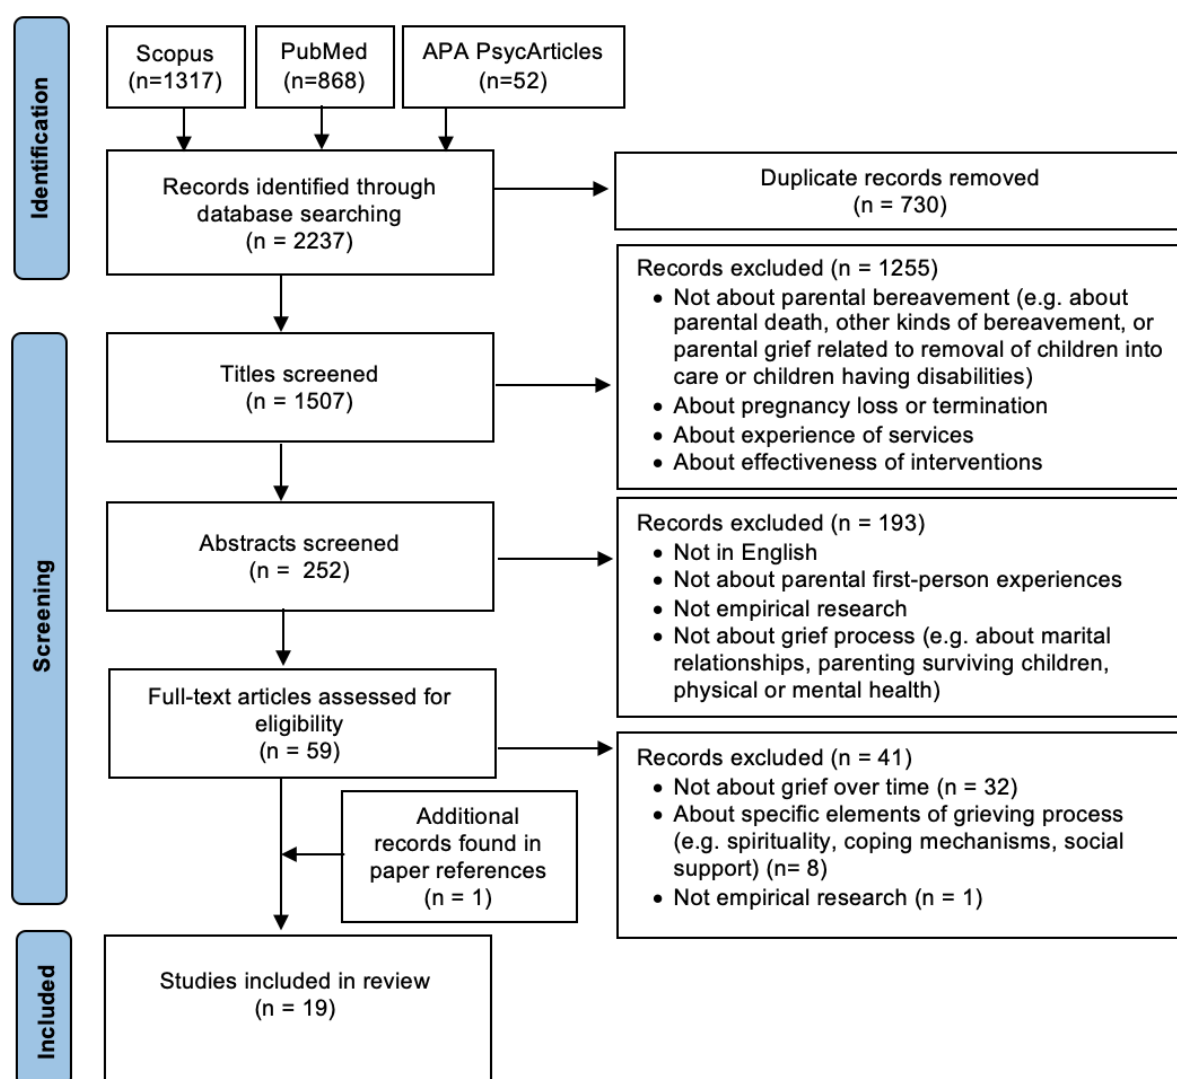 Identification
Scopus
(n=1317)
PubMed
(n=868)
APA PsycArticles
(n=52)
Records identified through
database searching
(n = 2237)
Duplicate records removed
(n = 730)
Screening
Titles screened
(n = 1507)
Records excluded (n = 1255)
• Not about parental bereavement (e.g. about
parental death, other kinds of bereavement, or
parental grief related to removal of children into
care or children having disabilities)
• About pregnancy loss or termination
• About experience of services
• About effectiveness of interventions
Abstracts screened
(n = 252)
Records excluded (n = 193)
• Not in English
• Not about parental first-person experiences
• Not empirical research
• Not about grief process (e.g. about marital
relationships, parenting surviving children,
physical or mental health)
Full-text articles assessed for
eligibility
(n = 59)
Records excluded (n = 41)
• Not about grief over time (n = 32)
• About specific elements of grieving process
(e.g. spirituality, coping mechanisms, social
support) (n= 8)
• Not empirical research (n = 1)
Additional
records found in
paper references
(n = 1)
Included
Studies included in review
(n = 19)